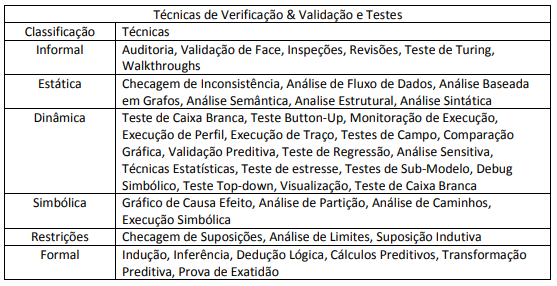 Técnicas de Verificação & Validação e Testes
Classificação Técnicas
Informal Auditoria, Validação de Face, Inspeções, Revisões, Teste de Turing,
Walkthroughs
Estática Checagem de Inconsistência, Análise de Fluxo de Dados, Análise Baseada
em Grafos, Análise Semântica, Analise Estrutural, Análise Sintática
Dinâmica Teste de Caixa Branca, Teste Button-Up, Monitoração de Execução,
Execução de Perfil, Execução de Traço, Testes de Campo, Comparação
Gráfica, Validação Preditiva, Teste de Regressão, Análise Sensitiva,
Técnicas Estatísticas, Teste de estresse, Testes de Sub-Modelo, Debug
Simbólico, Teste Top-down, Visualização, Teste de Caixa Branca
Simbólica Gráfico de Causa Efeito, Análise de Partição, Análise de Caminhos,
Execução Simbólica
Restrições Checagem de Suposições, Análise de Limites, Suposição Indutiva
Formal Indução, Inferência, Dedução Lógica, Cálculos Preditivos, Transformação
Preditiva, Prova de Exatidão